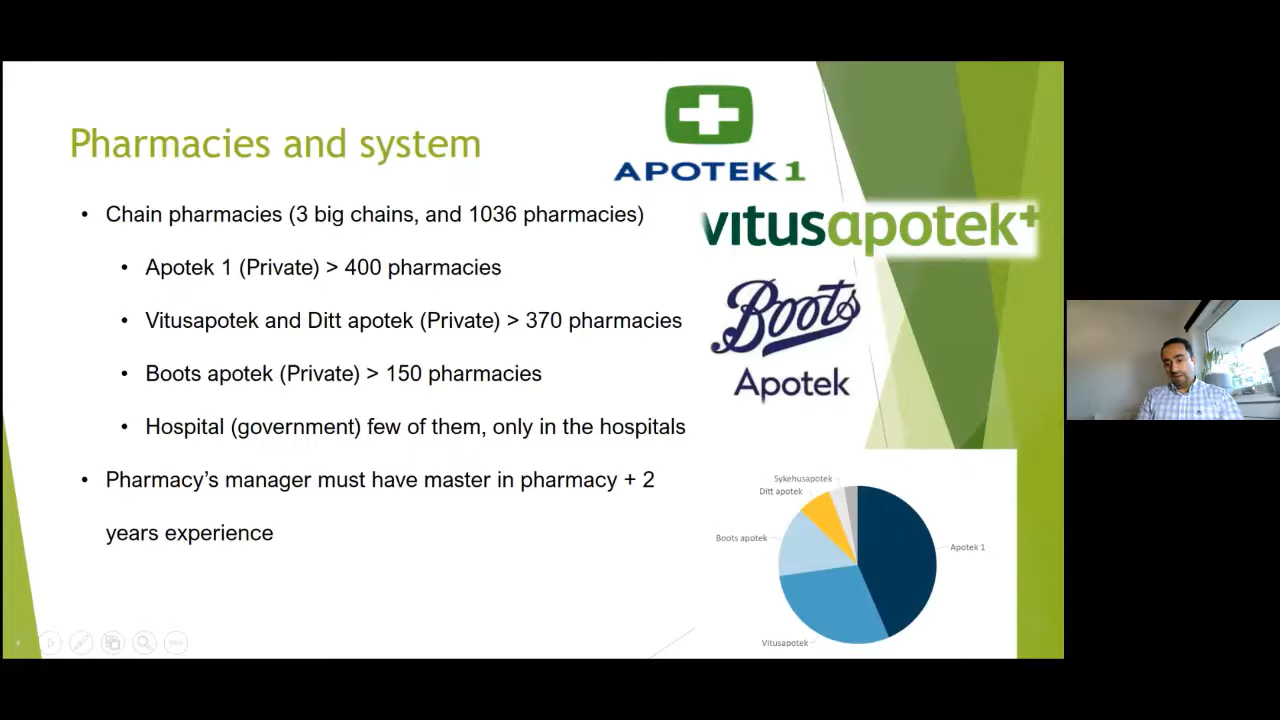 Pharmacies and system
• Chain pharmacies (3 big chains, and 1036 pharmacies)
• Apotek 1 (Private) > 400 pharmacies
• Vitusapotek and Ditt apotek (Private) > 370 pharmacies
• Boots apotek (Private) > 150 pharmacies
• Hospital (government) few of them, only in the hospitals
• Pharmacy’s manager must have master in pharmacy + 2
years experience
APOTEK 1
vitusapotek+
Boots
Apotek
Sykehusapotek
Ditt apotek
Boots apotek
Apotek 1
Vitusapotek